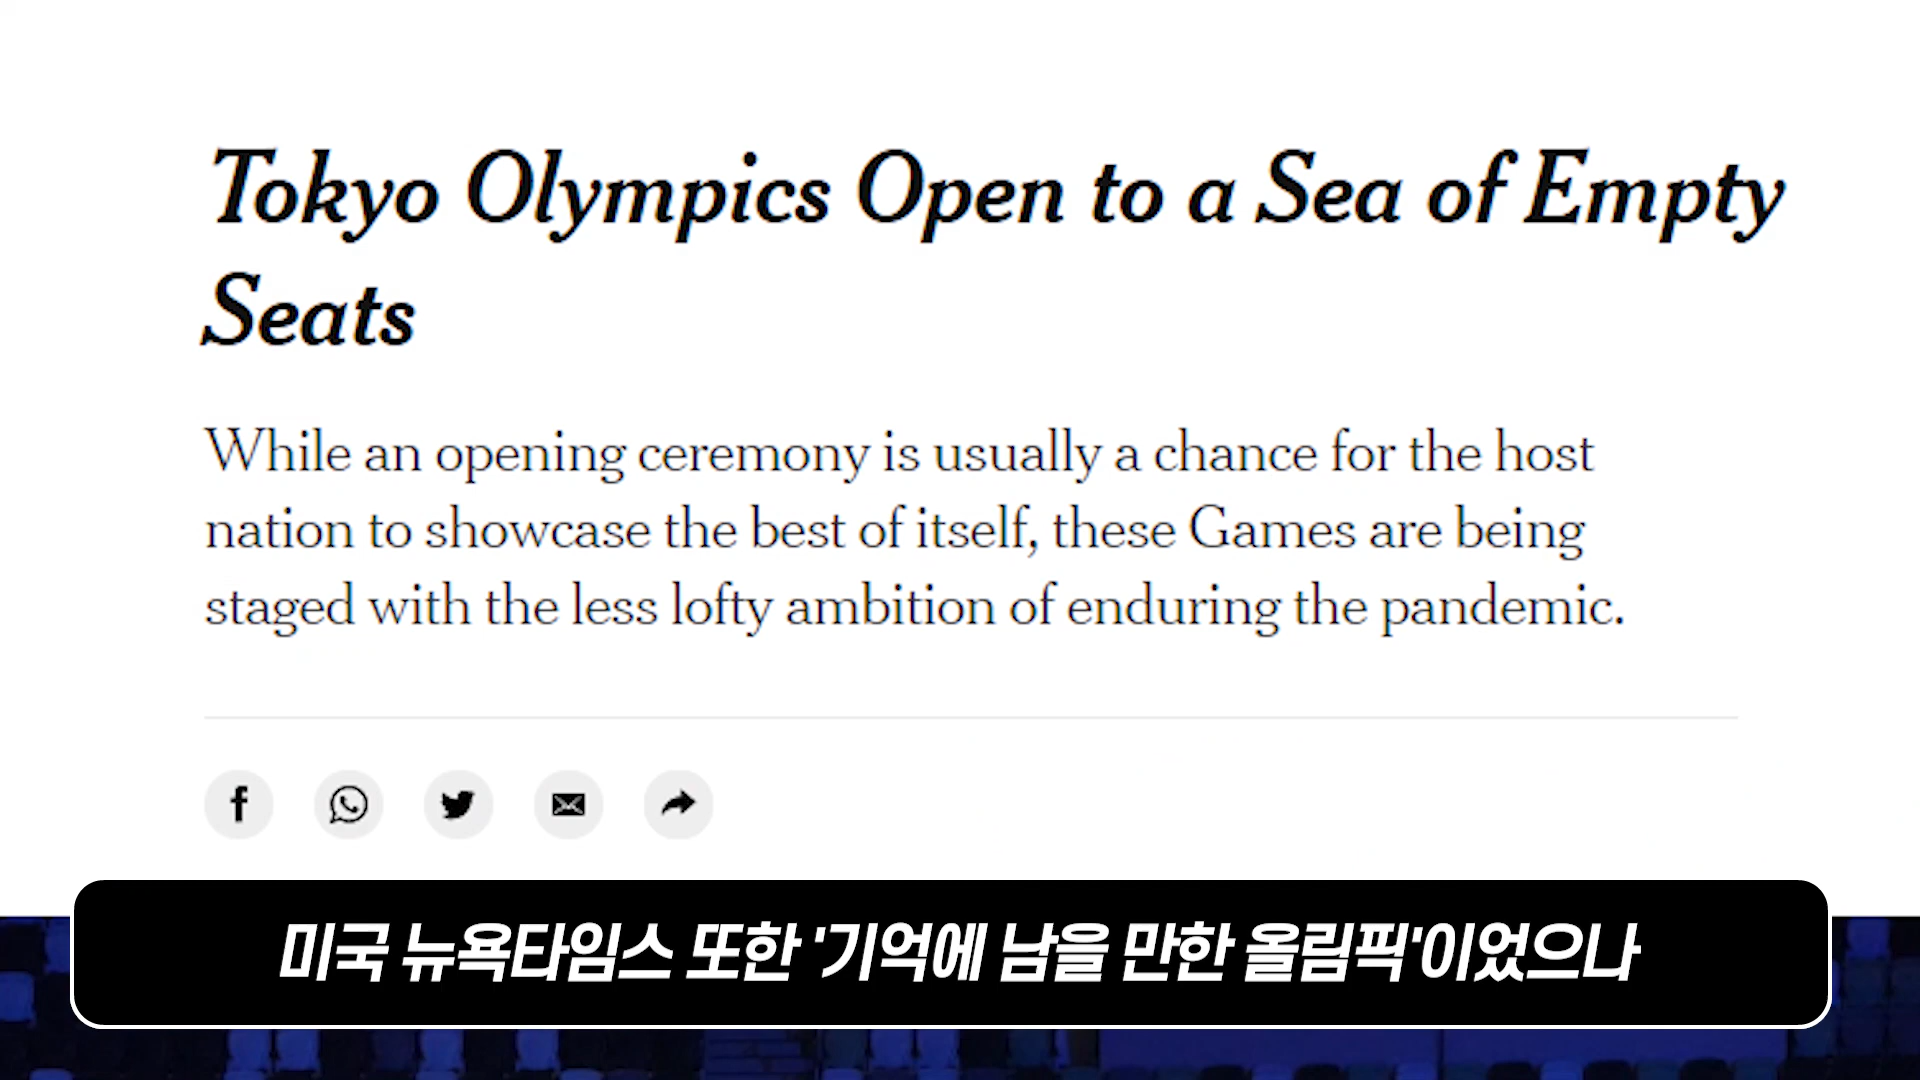 Tokyo Olympics Open to a Sea of Empty
Seats
While an opening ceremony is usually a chance for the host
nation to showcase the best of itself, these Games are being
staged with the less lofty ambition of enduring the pandemic.
미국 뉴욕타임스 또한 '기억에 남을 만한 올림픽'이었으나